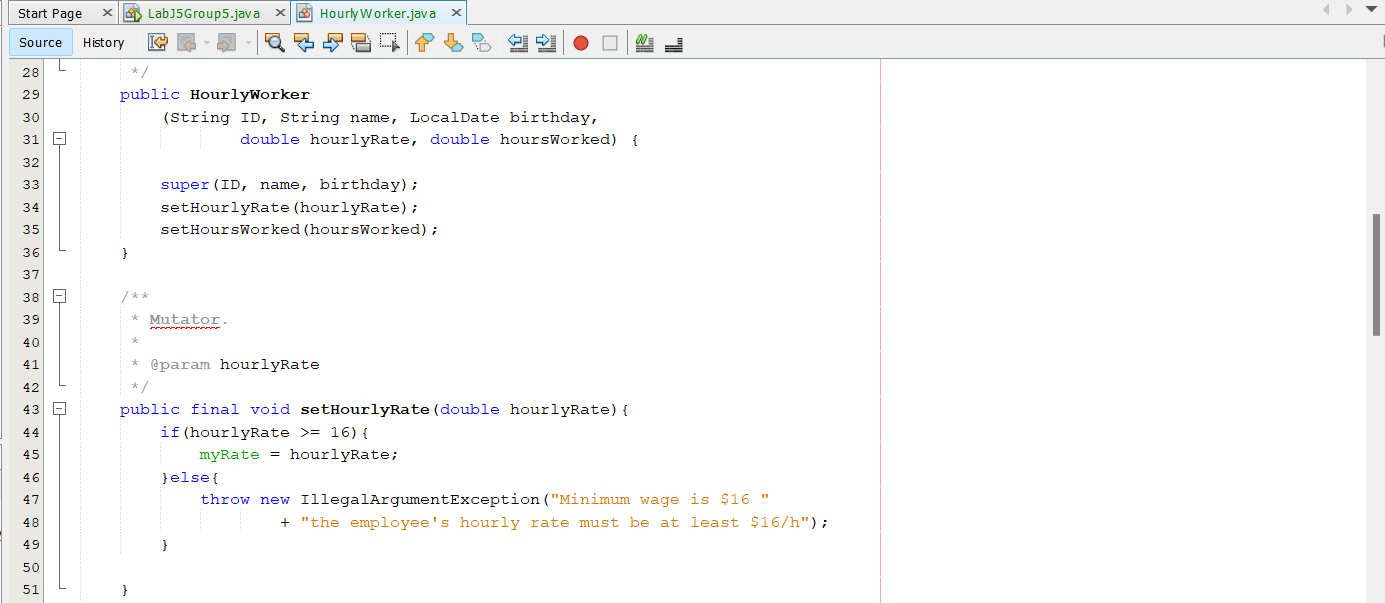 Start Page LabJ5Group5.java HourlyWorker.java
Source History
28 */
29 public HourlyWorker
30 (String ID, String name, LocalDate birthday,
31 double hourlyRate, double hoursWorked) {
32
33 super(ID, name, birthday);
34 setHourlyRate(hourlyRate);
35 setHoursWorked(hoursWorked);
36 }
37
38 /**
39 * Mutator.
40 *
41 * @param hourlyRate
42 */
43 public final void setHourlyRate(double hourlyRate){
44 if(hourlyRate >= 16){
45 myRate = hourlyRate;
46 }else{
47 throw new IllegalArgumentException("Minimum wage is $16 "
48 + "the employee's hourly rate must be at least $16/h");
49 }
50
51 }